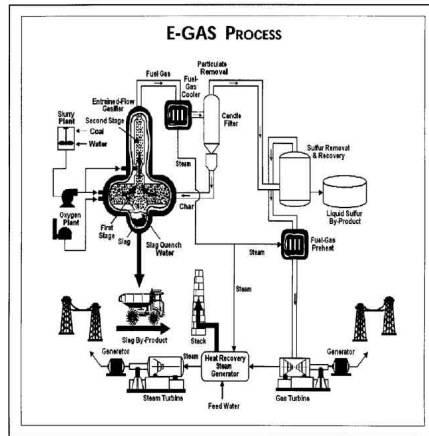 E-GAS PROCESS
Fuel Gas
Particulate
Removal
Fuel-
Gas
Cooler
Entrained-Flow
Gasifier
Second Stage
Slurry
Plant
Coal
Water
Candle
Filter
Sulfur Removal
& Recovery
Steam
Char
Oxygen
Plant
First
Stage
Slag
Slag Quench
Water
Liquid Sulfur
By-Product
Fuel-Gas
Preheat
Steam
Steam
Slag By-Product
Stack
Generator
Steam
Heat Recovery
Steam
Generator
Generator
Steam Turbine
Feed Water
Gas Turbine